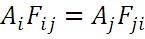 A_i F_{ij} = A_j F_{ji}